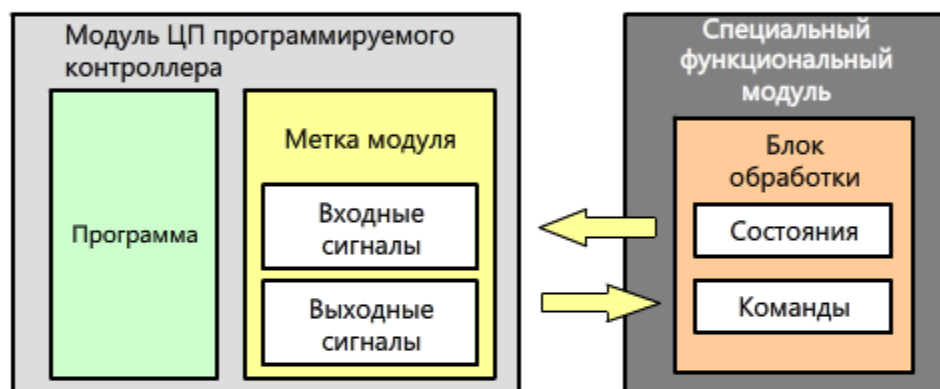 Модуль ЦП программируемого
контроллера
Программа
Метка модуля
Входные
сигналы
Выходные
сигналы
Специальный
функциональный
модуль
Блок
обработки
Состояния
Команды